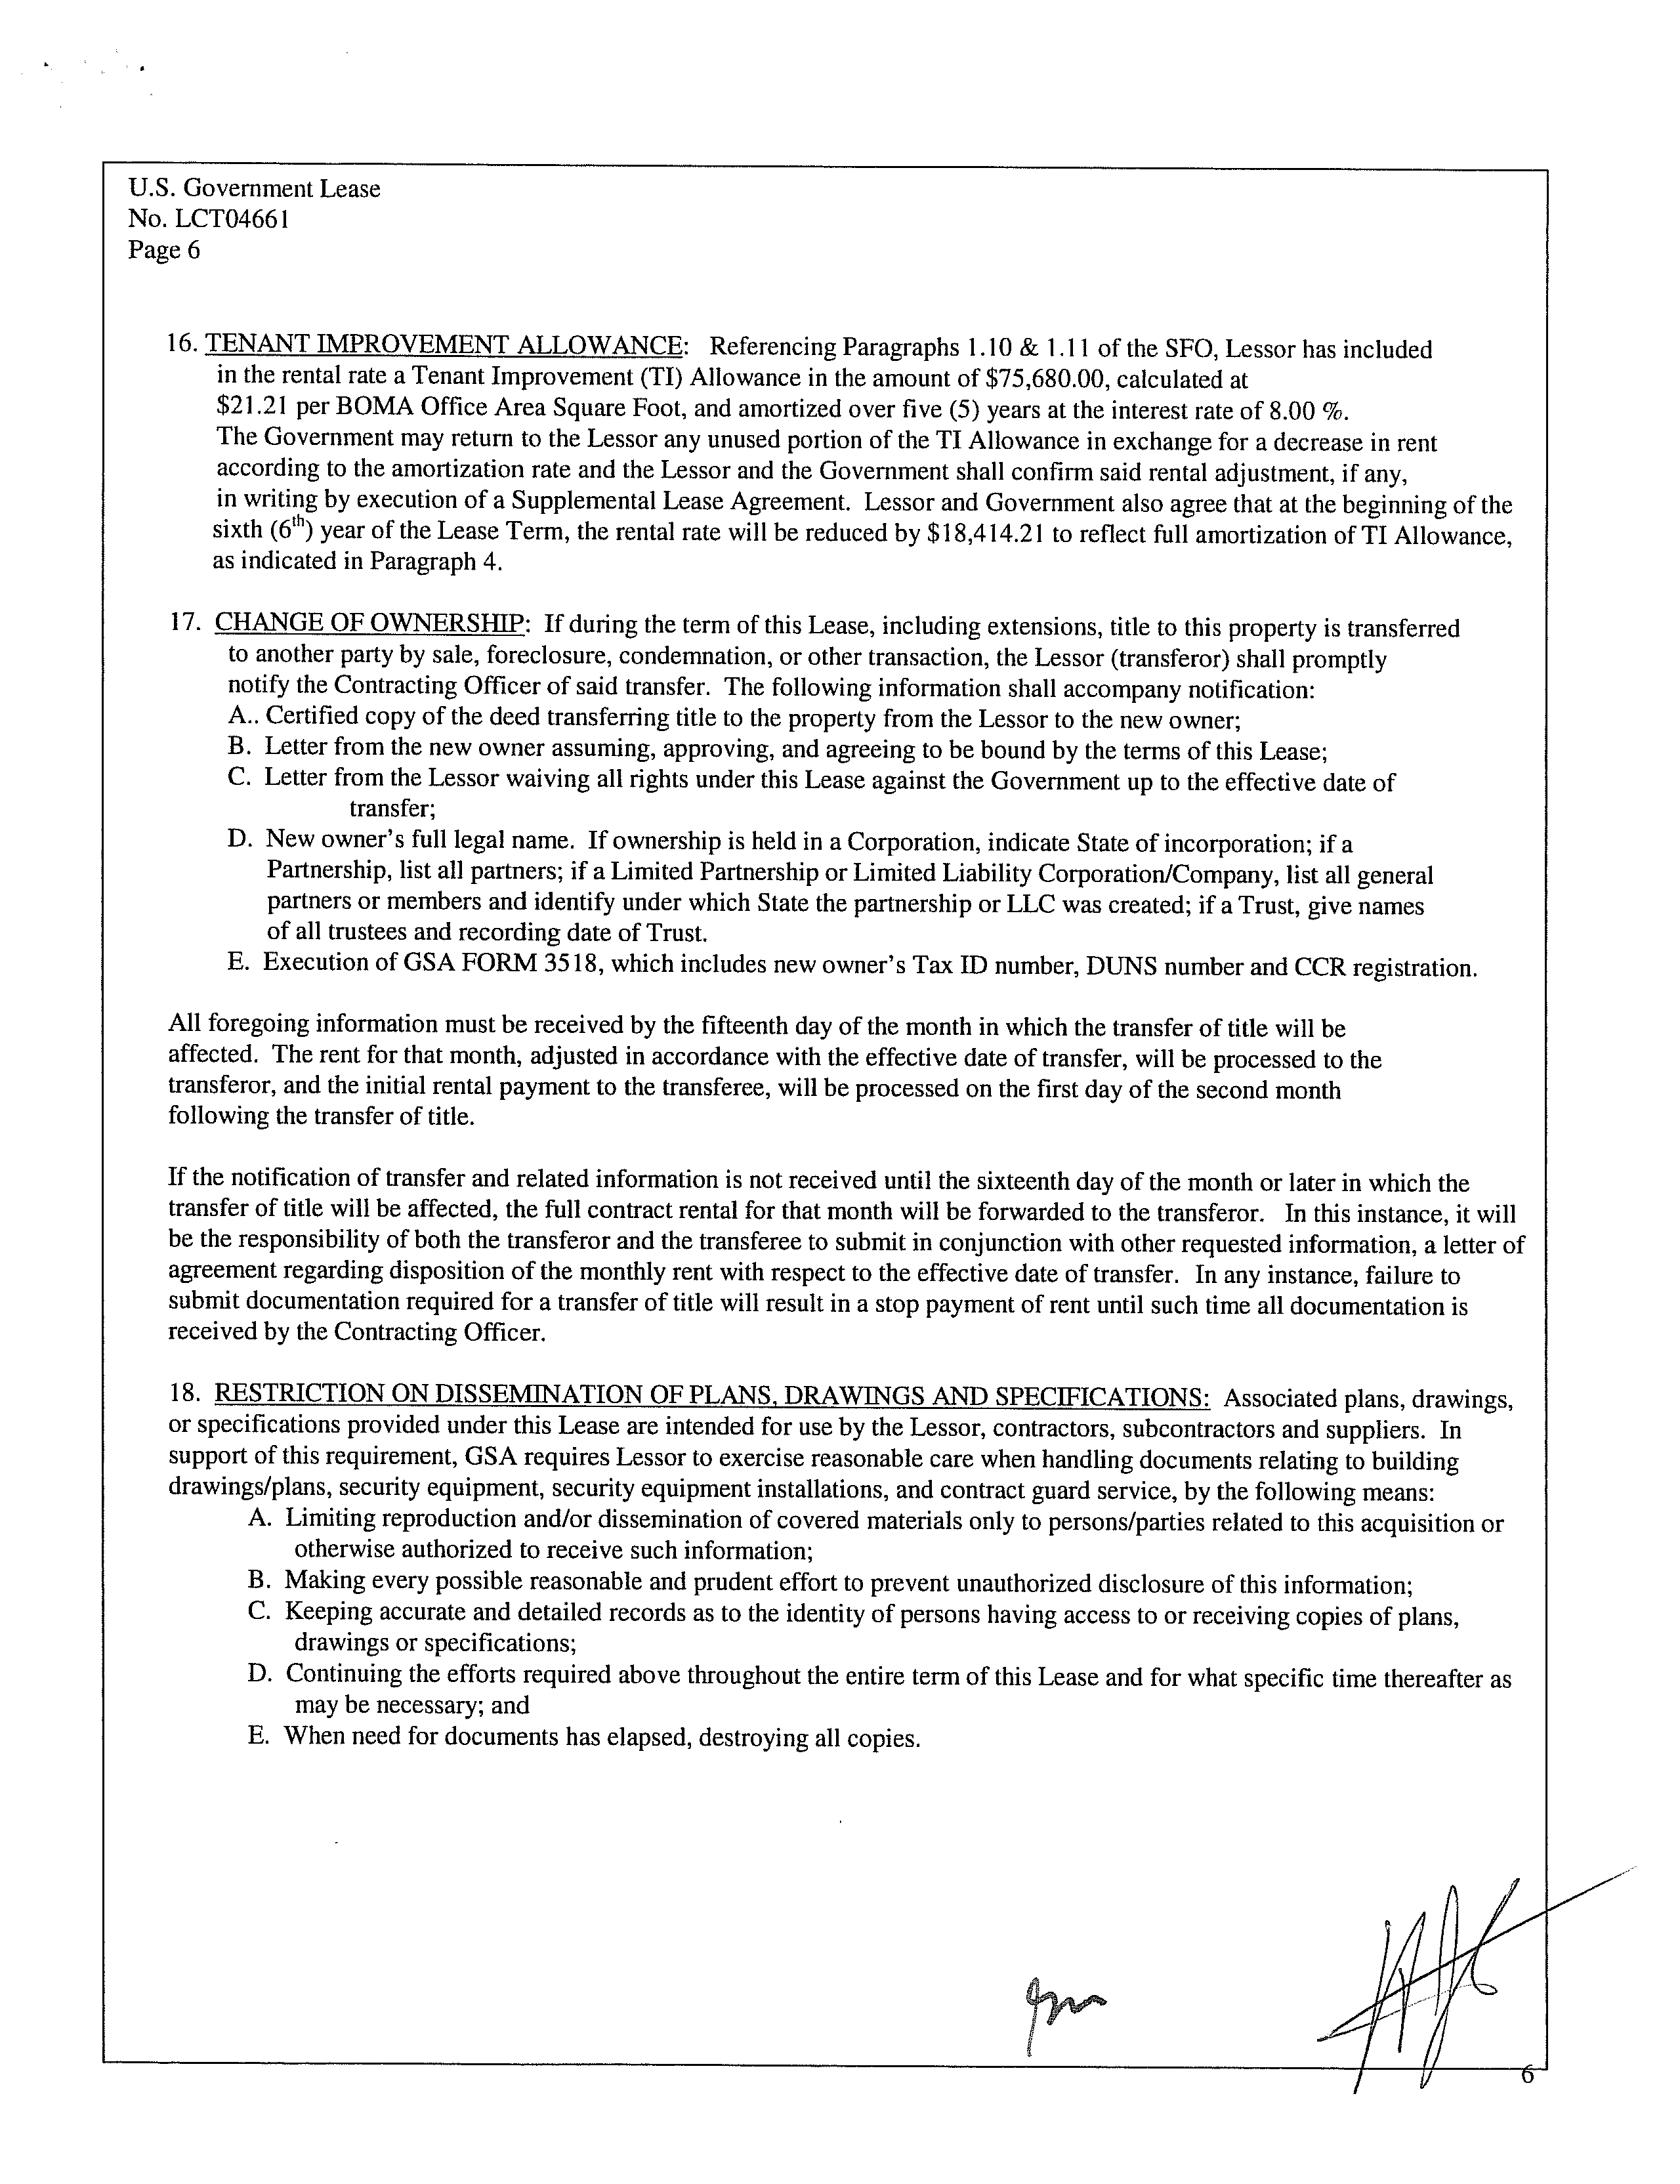 U.S. Government Lease
No. LCT04661
Page 6
16. TENANT IMPROVEMENT ALLOWANCE: Referencing Paragraphs 1.10 & 1.11 of the SFO, Lessor has included
in the rental rate a Tenant Improvement (TI) Allowance in the amount of $75,680.00, calculated at
$21.21 per BOMA Office Area Square Foot, and amortized over five (5) years at the interest rate of 8.00 %.
The Government may return to the Lessor any unused portion of the TI Allowance in exchange for a decrease in rent
according to the amortization rate and the Lessor and the Government shall confirm said rental adjustment, if any,
in writing by execution of a Supplemental Lease Agreement. Lessor and Government also agree that at the beginning of the
sixth (6th) year of the Lease Term, the rental rate will be reduced by $18,414.21 to reflect full amortization of TI Allowance,
as indicated in Paragraph 4.
17. CHANGE OF OWNERSHIP: If during the term of this Lease, including extensions, title to this property is transferred
to another party by sale, foreclosure, condemnation, or other transaction, the Lessor (transferor) shall promptly
notify the Contracting Officer of said transfer. The following information shall accompany notification:
A.. Certified copy of the deed transferring title to the property from the Lessor to the new owner;
B. Letter from the new owner assuming, approving, and agreeing to be bound by the terms of this Lease;
C. Letter from the Lessor waiving all rights under this Lease against the Government up to the effective date of
transfer;
D. New owner's full legal name. If ownership is held in a Corporation, indicate State of incorporation; if a
Partnership, list all partners; if a Limited Partnership or Limited Liability Corporation/Company, list all general
partners or members and identify under which State the partnership or LLC was created; if a Trust, give names
of all trustees and recording date of Trust.
E. Execution of GSA FORM 3518, which includes new owner's Tax ID number, DUNS number and CCR registration.
All foregoing information must be received by the fifteenth day of the month in which the transfer of title will be
affected. The rent for that month, adjusted in accordance with the effective date of transfer, will be processed to the
transferor, and the initial rental payment to the transferee, will be processed on the first day of the second month
following the transfer of title.
If the notification of transfer and related information is not received until the sixteenth day of the month or later in which the
transfer of title will be affected, the full contract rental for that month will be forwarded to the transferor. In this instance, it will
be the responsibility of both the transferor and the transferee to submit in conjunction with other requested information, a letter of
agreement regarding disposition of the monthly rent with respect to the effective date of transfer. In any instance, failure to
submit documentation required for a transfer of title will result in a stop payment of rent until such time all documentation is
received by the Contracting Officer.
18. RESTRICTION ON DISSEMINATION OF PLANS, DRAWINGS AND SPECIFICATIONS: Associated plans, drawings,
or specifications provided under this Lease are intended for use by the Lessor, contractors, subcontractors and suppliers. In
support of this requirement, GSA requires Lessor to exercise reasonable care when handling documents relating to building
drawings/plans, security equipment, security equipment installations, and contract guard service, by the following means:
A. Limiting reproduction and/or dissemination of covered materials only to persons/parties related to this acquisition or
otherwise authorized to receive such information;
B. Making every possible reasonable and prudent effort to prevent unauthorized disclosure of this information;
C. Keeping accurate and detailed records as to the identity of persons having access to or receiving copies of plans,
drawings or specifications;
D. Continuing the efforts required above throughout the entire term of this Lease and for what specific time thereafter as
may be necessary; and
E. When need for documents has elapsed, destroying all copies.
6